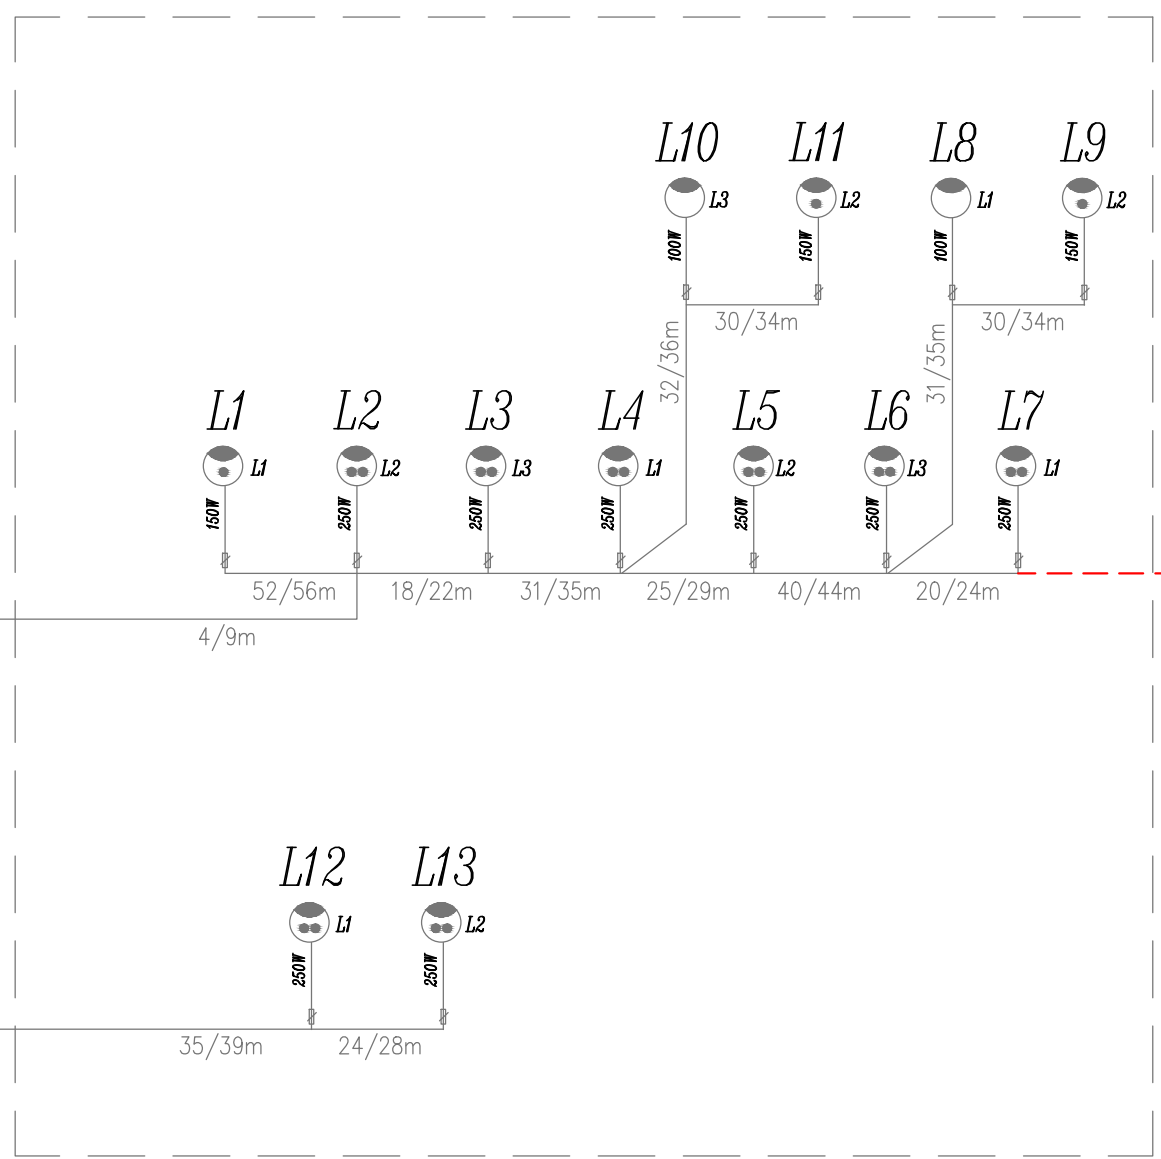 L10 L11 L8 L9
L3 L2 L1 L2
100W 150W 100W 150W
30/34m 30/34m
32/36m 31/35m
L1 L2 L3 L4 L5 L6 L7
L1 L2 L3 L1 L2 L3 L1
150W 250W 250W 250W 250W 250W 250W
52/56m 18/22m 31/35m 25/29m 40/44m 20/24m
4/9m
L12 L13
L1 L2
250W 250W
35/39m 24/28m